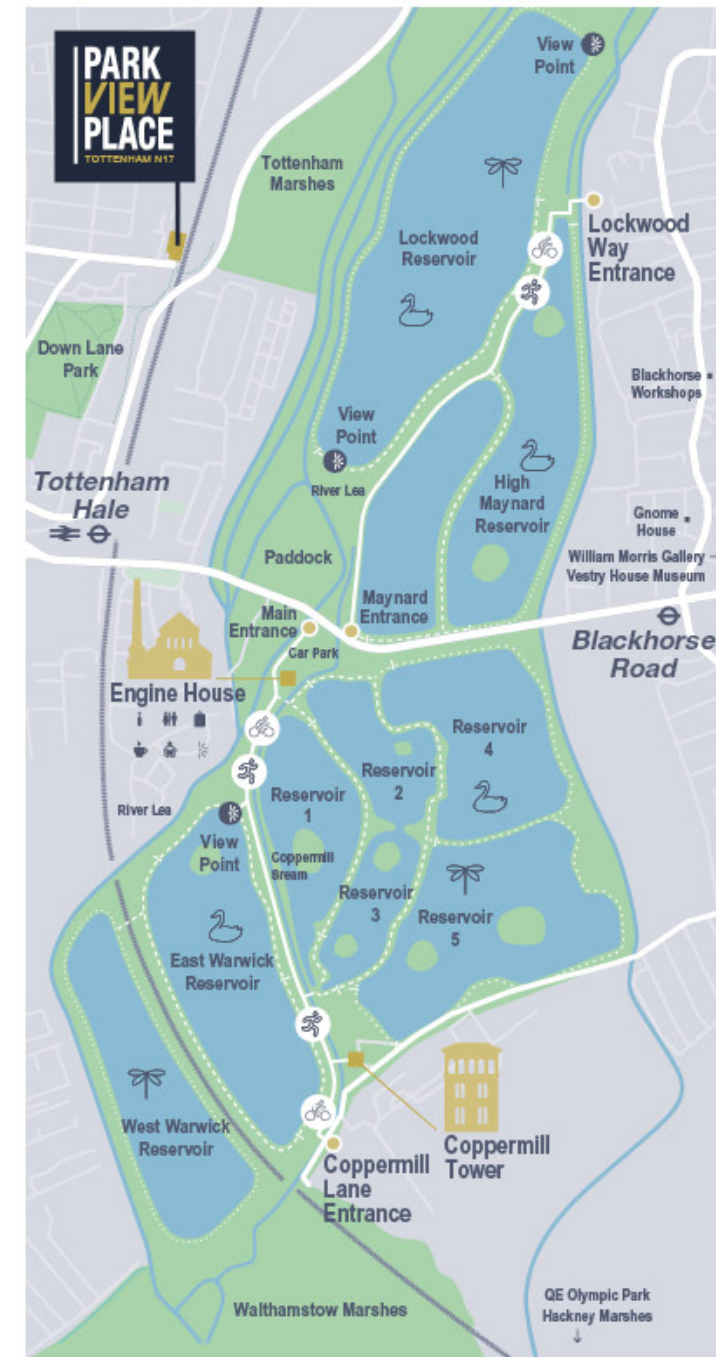 PARK
VIEW
PLACE
TOTTENHAM N17
View
Point
Tottenham
Marshes
Lockwood
Reservoir
Lockwood
Way
Entrance
Down Lane
Park
Blackhorse
Workshops
View
Point
River Lea
High
Maynard
Reservoir
Tottenham
Hale
Gnome
House
Paddock
William Morris Gallery
Vestry House Museum
Main
Entrance
Maynard
Entrance
Car Park
Blackhorse
Road
Engine House
Reservoir
4
Reservoir
2
Reservoir
1
River Lea
View
Point
Coppermill
Sream
Reservoir
3
Reservoir
5
East Warwick
Reservoir
West Warwick
Reservoir
Coppermill
Tower
Coppermill
Lane
Entrance
Walthamstow Marshes
QE Olympic Park
Hackney Marshes